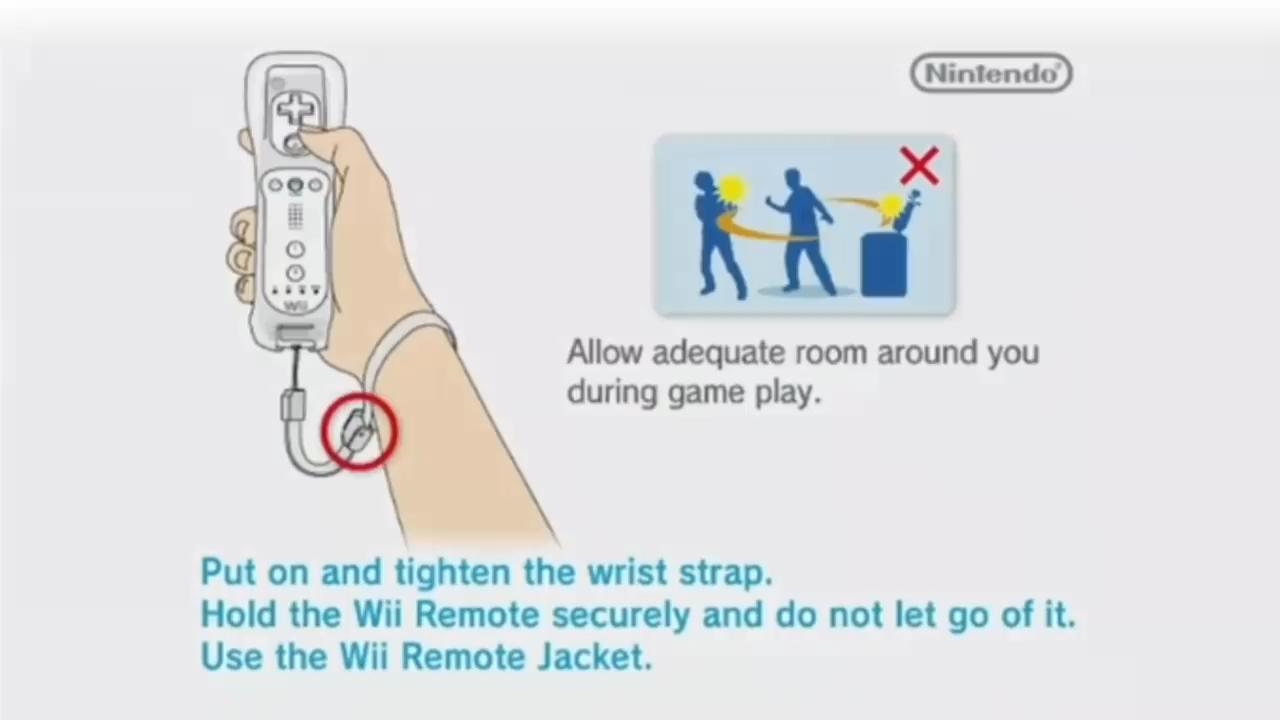 Nintendo
Wii
Allow adequate room around you
during game play.
Put on and tighten the wrist strap.
Hold the Wii Remote securely and do not let go of it.
Use the Wii Remote Jacket.